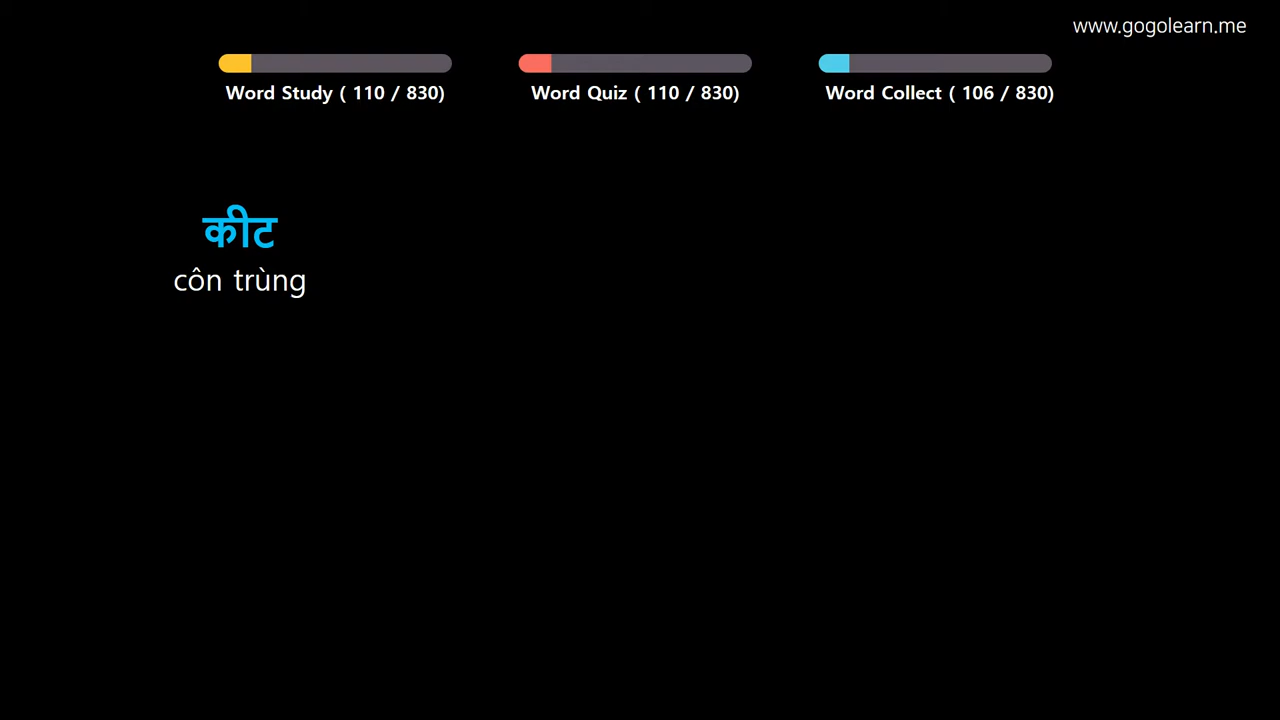 www.gogolearn.me
Word Study ( 110 / 830)
Word Quiz ( 110 / 830)
Word Collect ( 106 / 830)
कीट
côn trùng